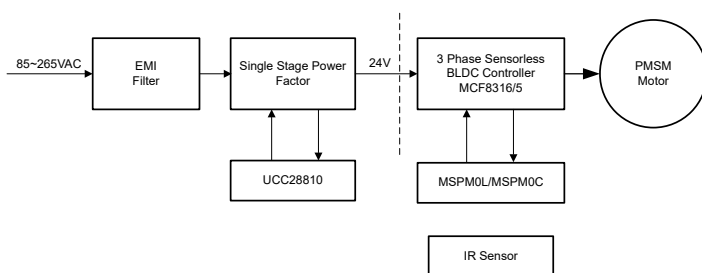 85~265VAC
EMI
Filter
Single Stage Power
Factor
24V
3 Phase Sensorless
BLDC Controller
MCF8316/5
PMSM
Motor
UCC28810
MSPM0L/MSPM0C
IR Sensor